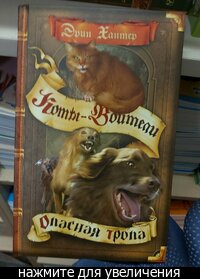 Эрин Хантер
Коты-Воители
Опасная тропа
нажмите для увеличения